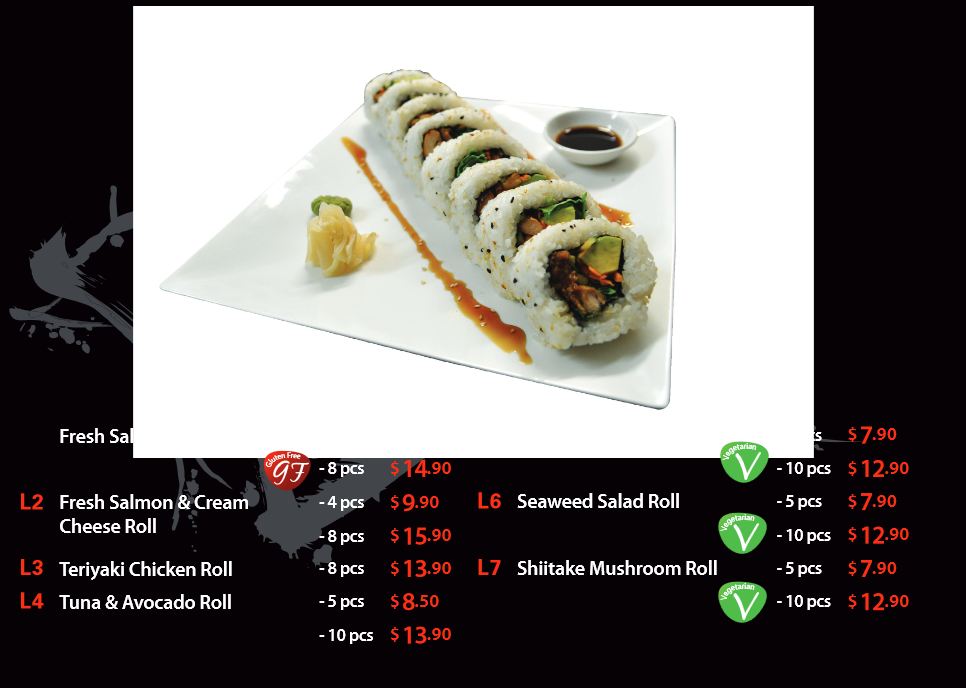 Fresh
$7.90
Gluten Free
GF
- 8 pcs $14.90
Vegetarian
V
- 10 pcs $12.90
L2 Fresh Salmon & Cream
Cheese Roll
- 4 pcs $9.90
- 8 pcs $15.90
L6 Seaweed Salad Roll
- 5 pcs $7.90
Vegetarian
V
- 10 pcs $12.90
L3 Teriyaki Chicken Roll - 8 pcs $13.90
L7 Shiitake Mushroom Roll - 5 pcs $7.90
Vegetarian
V
- 10 pcs $12.90
L4 Tuna & Avocado Roll - 5 pcs $8.50
- 10 pcs $13.90